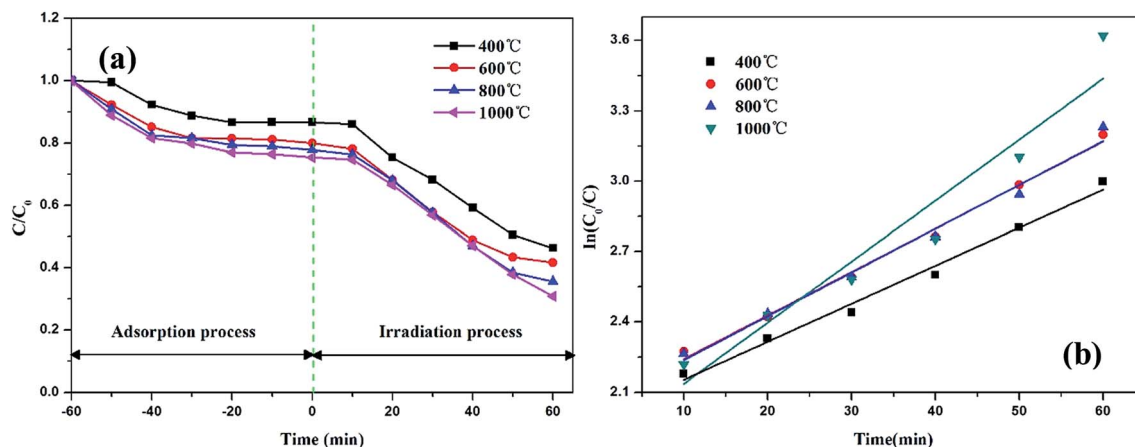 (a)
400℃
600℃
800℃
1000℃
1.2
1.0
0.8
0.6
0.4
0.2
0.0
C/C0
Adsorption process
Irradiation process
-60 -40 -20 0 20 40 60
Time (min)
(b)
400℃
600℃
800℃
1000℃
3.6
3.3
3.0
2.7
2.4
2.1
ln(C0/C)
10 20 30 40 50 60
Time(min)